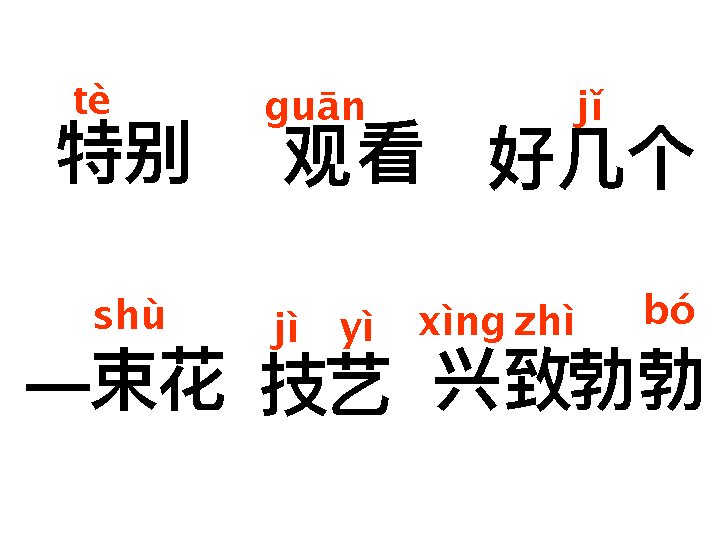 tè guān jǐ
特别 观看 好几个
shù jì yì xìng zhì bó
一束花 技艺 兴致勃勃